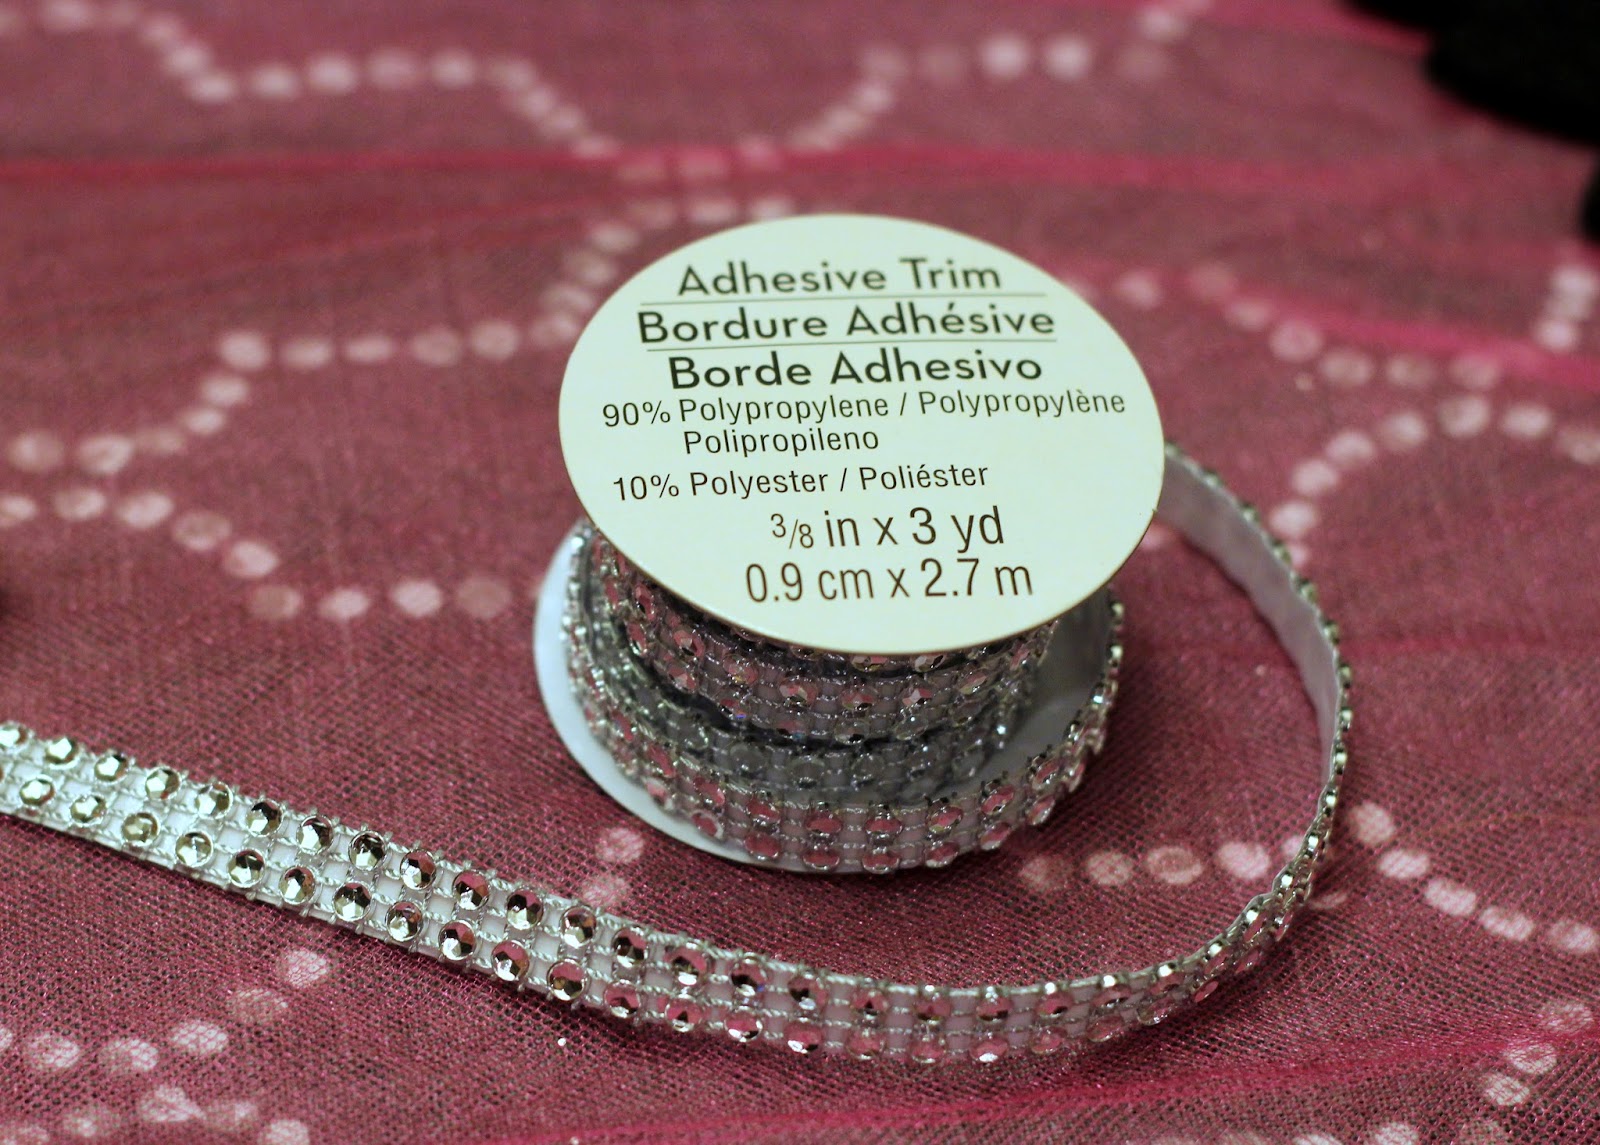 Adhesive Trim
Bordure Adhésive
Borde Adhesivo
90% Polypropylene / Polypropylène
Polipropileno
10% Polyester / Poliéster
3/8 in x 3 yd
0.9 cm x 2.7 m